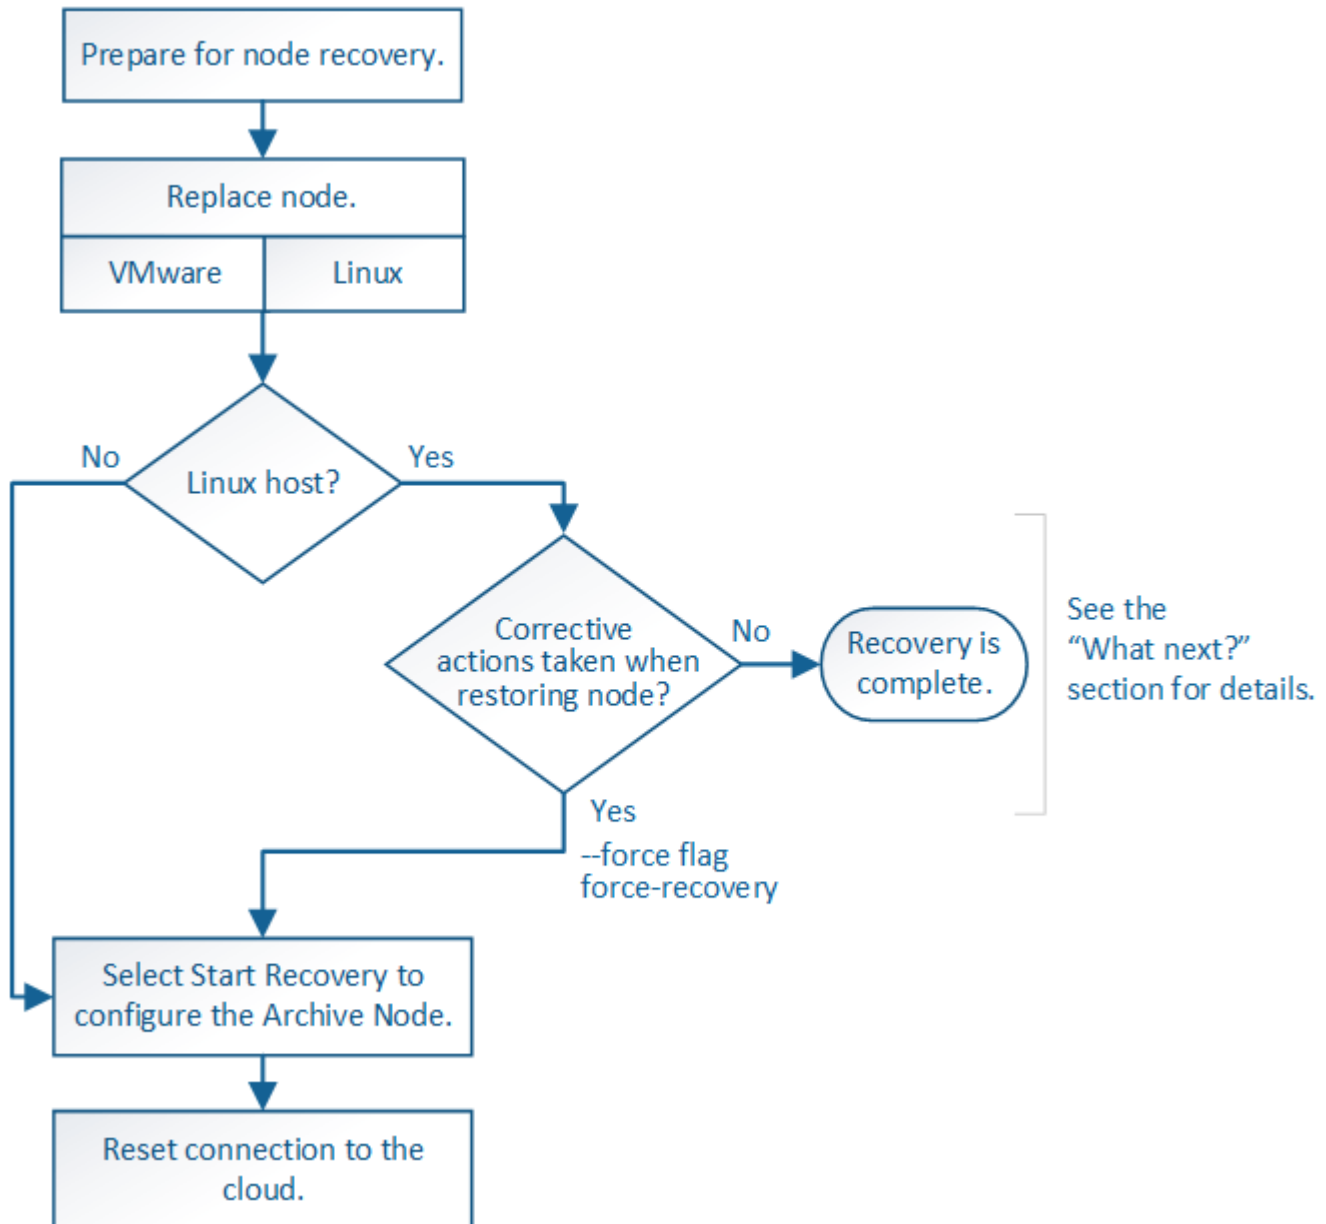 Prepare for node recovery.
Replace node.
VMware
Linux
No
Yes
Linux host?
Corrective
actions taken when
restoring node?
No
Recovery is
complete.
See the
“What next?”
section for details.
Yes
--force flag
force-recovery
Select Start Recovery to
configure the Archive Node.
Reset connection to the
cloud.